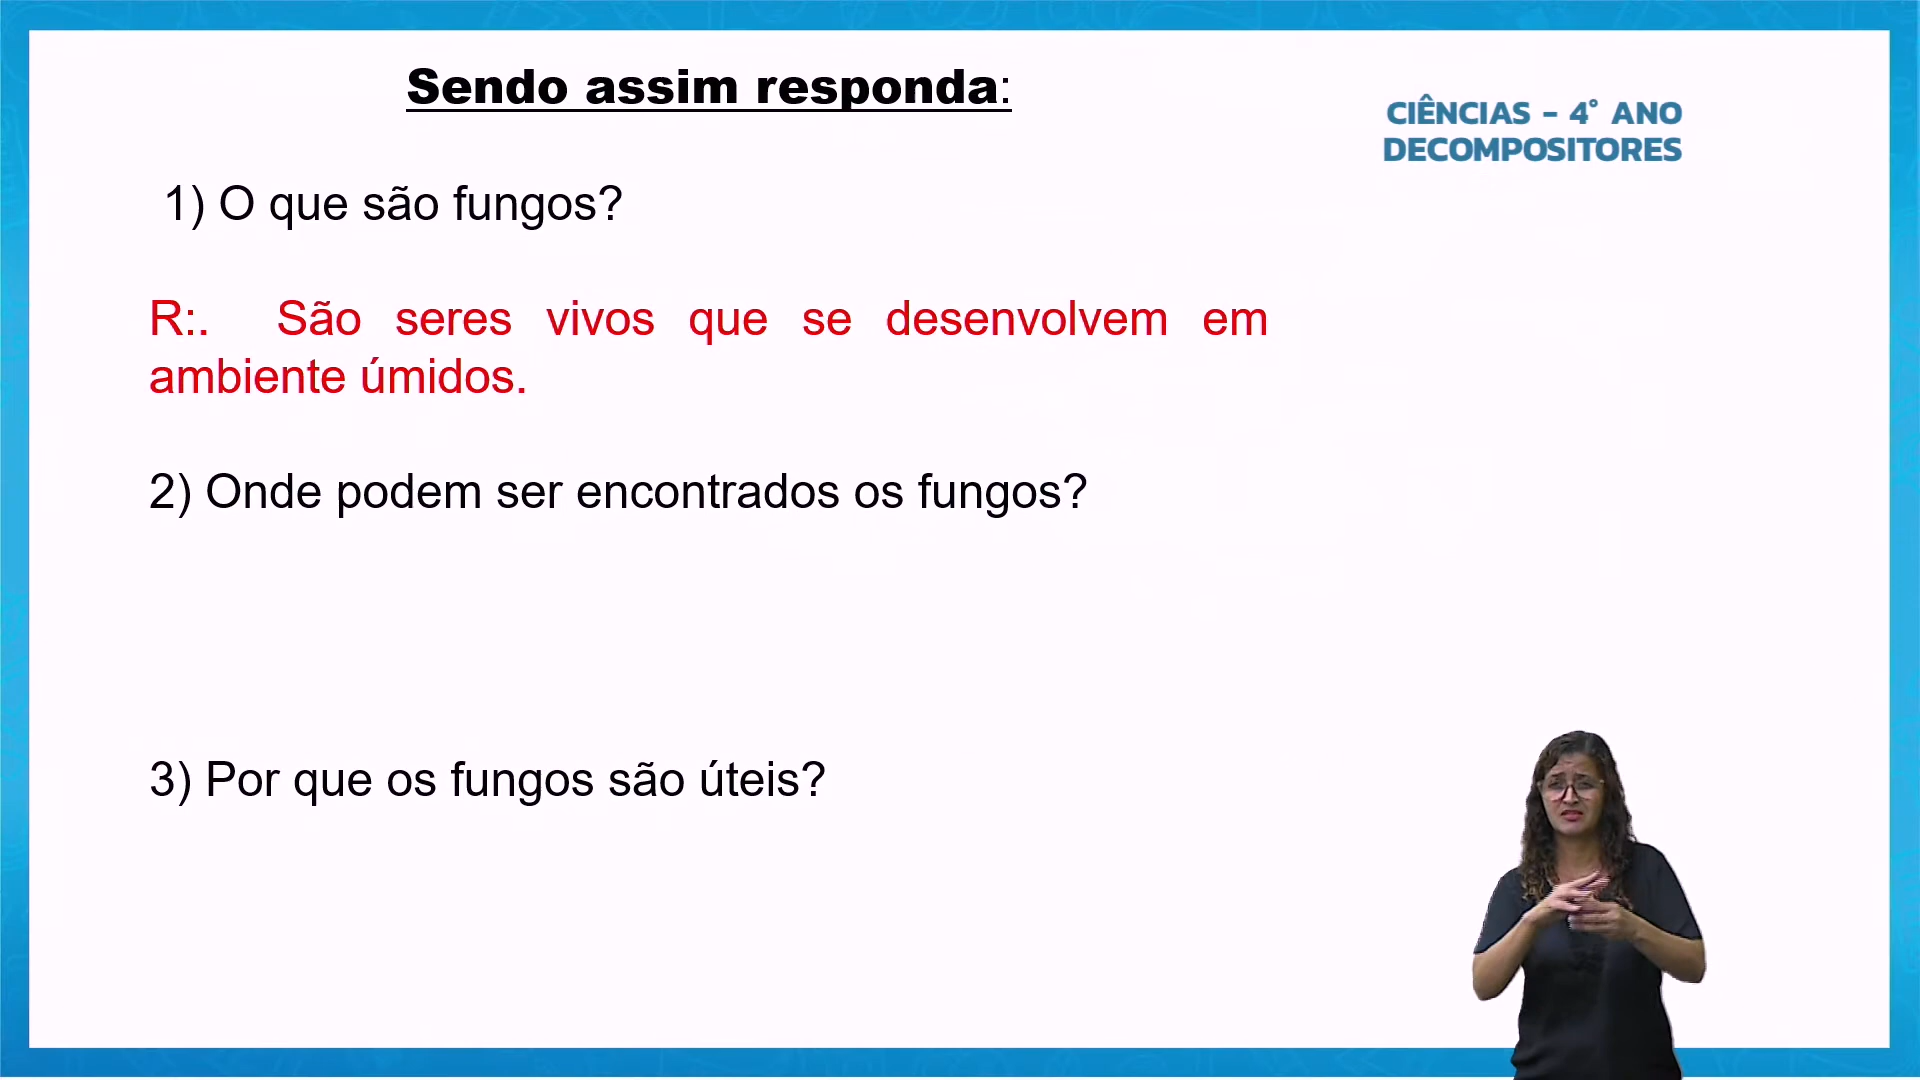 Sendo assim responda:
CIÊNCIAS - 4° ANO
DECOMPOSITORES
1) O que são fungos?
R:. São seres vivos que se desenvolvem em
ambiente úmidos.
2) Onde podem ser encontrados os fungos?
3) Por que os fungos são úteis?